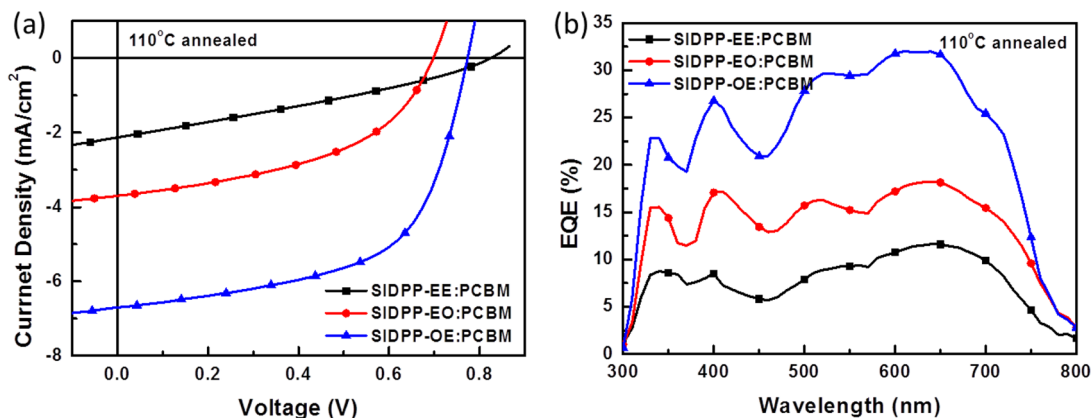 (a)
110°C annealed
Currnet Density (mA/cm²)
0
-2
-4
-6
-8
SIDPP-EE:PCBM
SIDPP-EO:PCBM
SIDPP-OE:PCBM
0.0 0.2 0.4 0.6 0.8
Voltage (V)
(b)
110°C annealed
EQE (%)
35
30
25
20
15
10
5
0
SIDPP-EE:PCBM
SIDPP-EO:PCBM
SIDPP-OE:PCBM
300 400 500 600 700 800
Wavelength (nm)